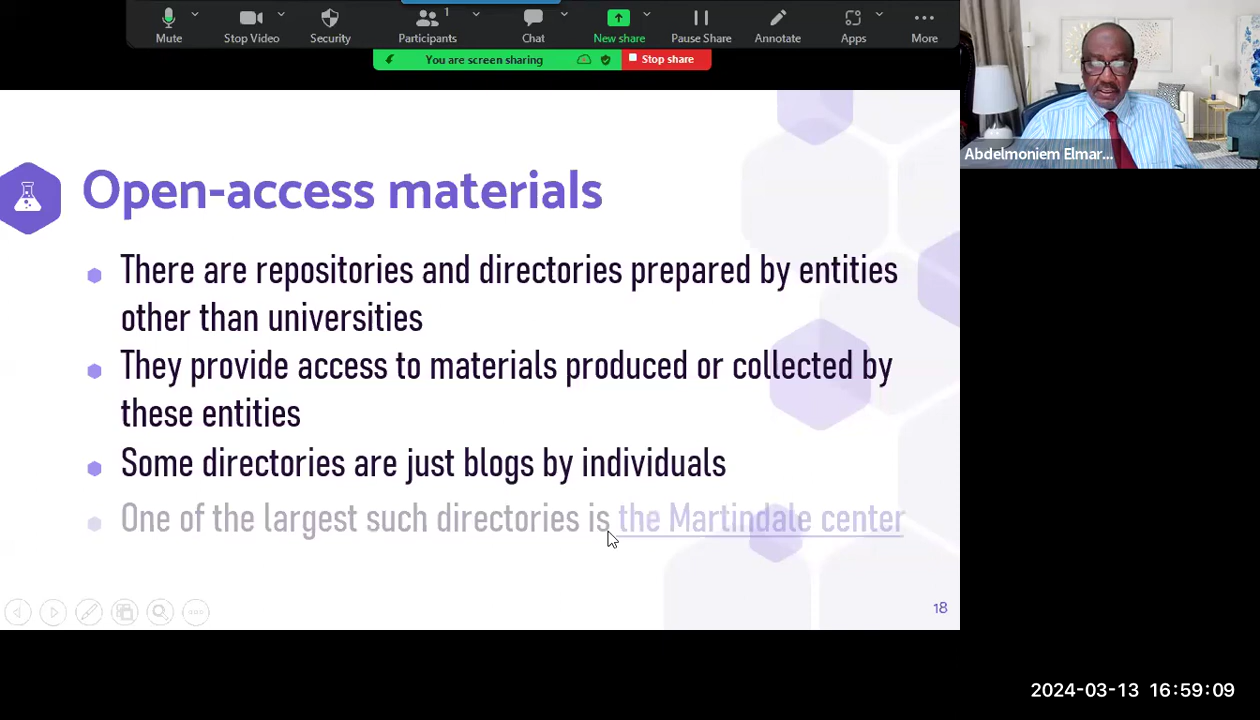 1
Mute
Stop Video
Security
Participants
Chat
New share
Pause Share
Annotate
Apps
More
You are screen sharing
Stop share
Abdelmoniem Elmar...
Open-access materials
There are repositories and directories prepared by entities
other than universities
They provide access to materials produced or collected by
these entities
Some directories are just blogs by individuals
One of the largest such directories is the Martindale center
18
2024-03-13 16:59:09